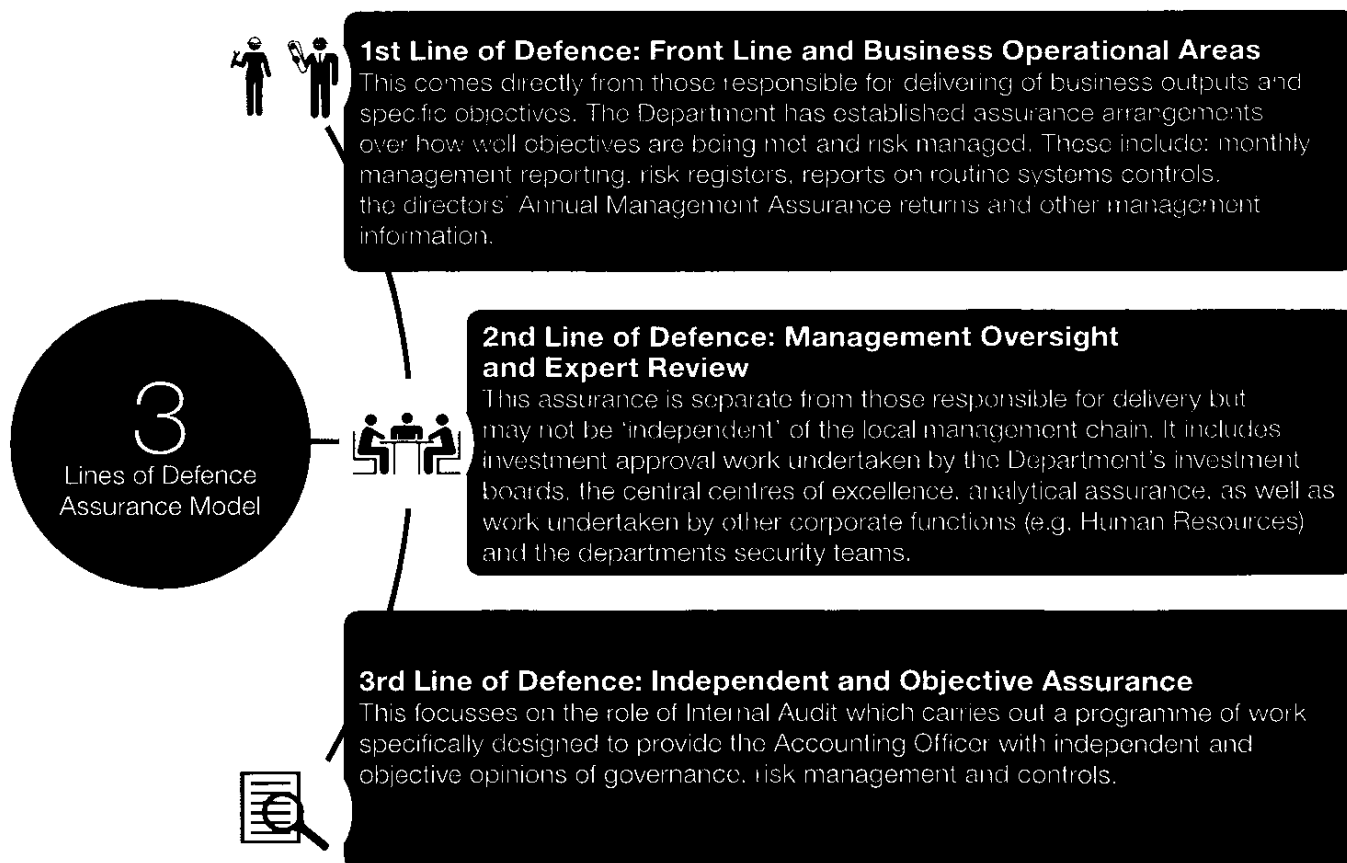 1st Line of Defence: Front Line and Business Operational Areas
This comes directly from those responsible for delivering of business outputs and
specific objectives. The Department has established assurance arrangements
over how well objectives are being met and risk managed. These include: monthly
management reporting, risk registers, reports on routine systems controls,
the directors' Annual Management Assurance returns and other management
information.
3
Lines of Defence
Assurance Model
2nd Line of Defence: Management Oversight
and Expert Review
This assurance is separate from those responsible for delivery but
may not be 'independent' of the local management chain. It includes
investment approval work undertaken by the Department's investment
boards, the central centres of excellence, analytical assurance, as well as
work undertaken by other corporate functions (e.g. Human Resources)
and the departments security teams.
3rd Line of Defence: Independent and Objective Assurance
This focusses on the role of Internal Audit which carries out a programme of work
specifically designed to provide the Accounting Officer with independent and
objective opinions of governance, risk management and controls.